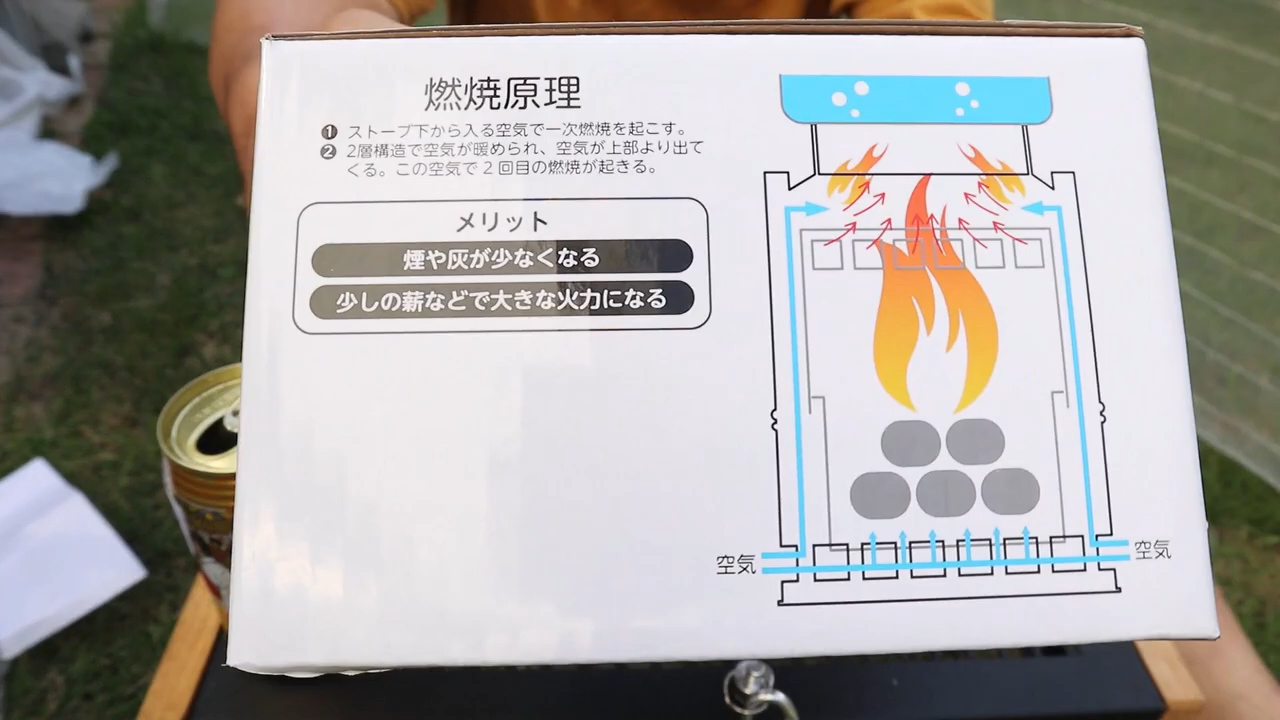 燃焼原理
❶ ストーブ下から入る空気で一次燃焼を起こす。
❷ 2層構造で空気が暖められ、空気が上部より出て
くる。この空気で2回目の燃焼が起きる。
メリット
煙や灰が少なくなる
少しの薪などで大きな火力になる
空気
空気